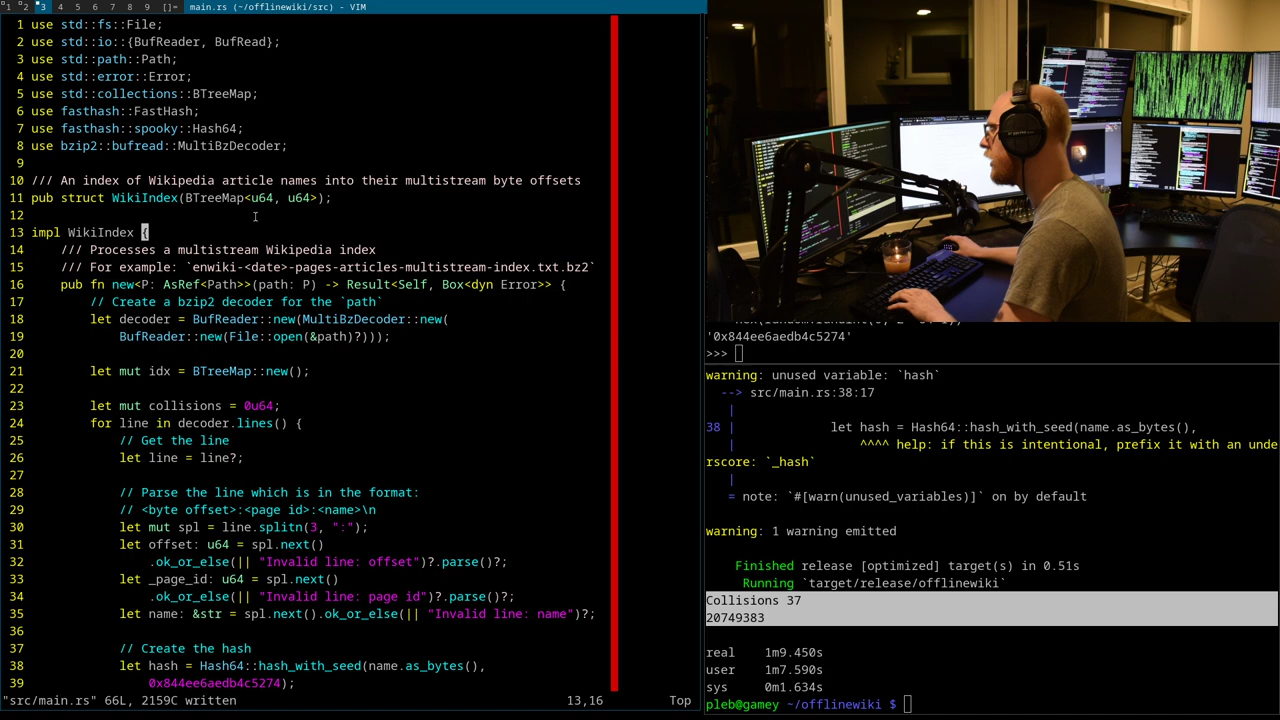 1 2 3 4 5 6 7 8 9 []= main.rs (~/offlinewiki/src) - VIM
1 use std::fs::File;
2 use std::io::{BufReader, BufRead};
3 use std::path::Path;
4 use std::error::Error;
5 use std::collections::BTreeMap;
6 use fasthash::FastHash;
7 use fasthash::spooky::Hash64;
8 use bzip2::bufread::MultiBzDecoder;
9
10 /// An index of Wikipedia article names into their multistream byte offsets
11 pub struct WikiIndex(BTreeMap<u64, u64>);
12
13 impl WikiIndex {
14     /// Processes a multistream Wikipedia index
15     /// For example: `enwiki-<date>-pages-articles-multistream-index.txt.bz2`
16     pub fn new<P: AsRef<Path>>(path: P) -> Result<Self, Box<dyn Error>> {
17         // Create a bzip2 decoder for the `path`
18         let decoder = BufReader::new(MultiBzDecoder::new(
19             BufReader::new(File::open(&path)?)));
20
21         let mut idx = BTreeMap::new();
22
23         let mut collisions = 0u64;
24         for line in decoder.lines() {
25             // Get the line
26             let line = line?;
27
28             // Parse the line which is in the format:
29             // <byte offset>:<page id>:<name>\n
30             let mut spl = line.splitn(3, ":");
31             let offset: u64 = spl.next()
32                 .ok_or_else(|| "Invalid line: offset")?.parse()?;
33             let _page_id: u64 = spl.next()
34                 .ok_or_else(|| "Invalid line: page id")?.parse()?;
35             let name: &str = spl.next().ok_or_else(|| "Invalid line: name")?;
36
37             // Create the hash
38             let hash = Hash64::hash_with_seed(name.as_bytes(),
39                 0x844ee6aedb4c5274);
"src/main.rs" 66L, 2159C written 13,16 Top
'0x844ee6aedb4c5274'
>>>
warning: unused variable: `hash`
--> src/main.rs:38:17
|
38 |             let hash = Hash64::hash_with_seed(name.as_bytes(),
|                 ^^^^ help: if this is intentional, prefix it with an unde
rscore: `_hash`
|
= note: `#[warn(unused_variables)]` on by default
warning: 1 warning emitted
Finished release [optimized] target(s) in 0.51s
Running `target/release/offlinewiki`
Collisions 37
20749383
real 1m9.450s
user 1m7.590s
sys 0m1.634s
pleb@gamey ~/offlinewiki $